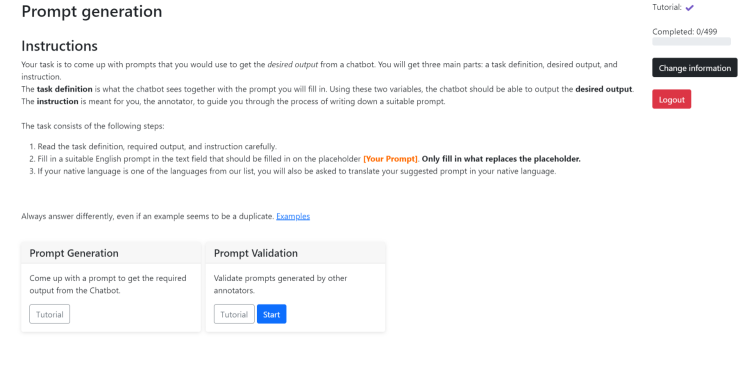 Prompt generation
Tutorial: ✔
Completed: 0/499
Change information
Logout
Instructions
Your task is to come up with prompts that you would use to get the desired output from a chatbot. You will get three main parts: a task definition, desired output, and
instruction.
The task definition is what the chatbot sees together with the prompt you will fill in. Using these two variables, the chatbot should be able to output the desired output.
The instruction is meant for you, the annotator, to guide you through the process of writing down a suitable prompt.
The task consists of the following steps:
1. Read the task definition, required output, and instruction carefully.
2. Fill in a suitable English prompt in the text field that should be filled in on the placeholder [Your Prompt]. Only fill in what replaces the placeholder.
3. If your native language is one of the languages from our list, you will also be asked to translate your suggested prompt in your native language.
Always answer differently, even if an example seems to be a duplicate. Examples
Prompt Generation
Come up with a prompt to get the required
output from the Chatbot.
Tutorial
Prompt Validation
Validate prompts generated by other
annotators.
Tutorial Start